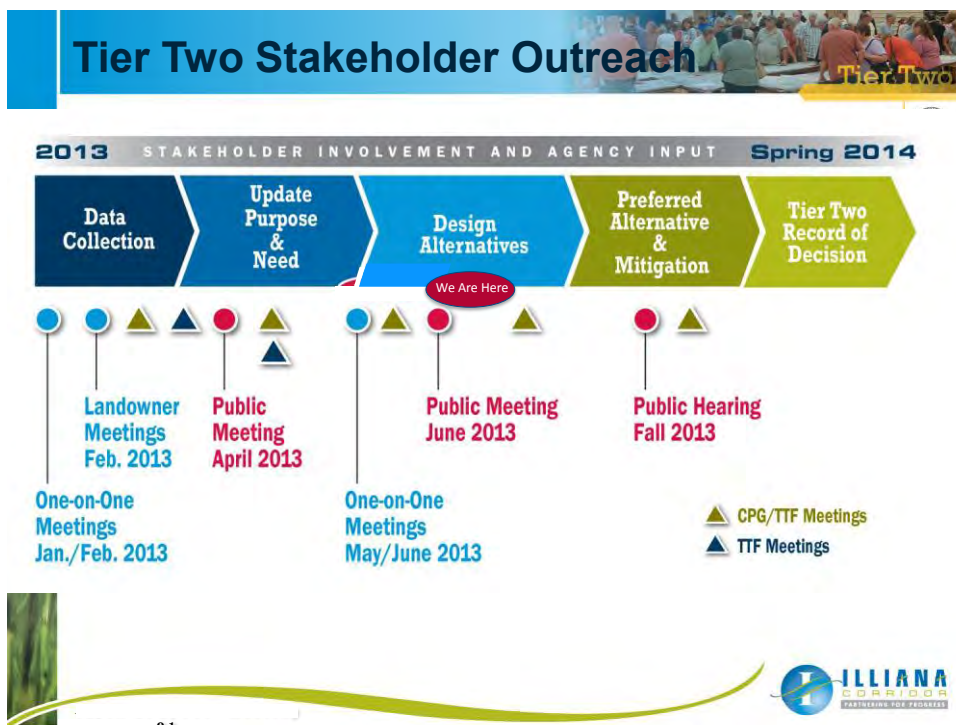 Tier Two Stakeholder Outreach
Tier Two
2013 STAKEHOLDER INVOLVEMENT AND AGENCY INPUT Spring 2014
Data
Collection
Update
Purpose
&
Need
Design
Alternatives
Preferred
Alternative
&
Mitigation
Tier Two
Record of
Decision
We Are Here
Landowner
Meetings
Feb. 2013
Public
Meeting
April 2013
Public Meeting
June 2013
Public Hearing
Fall 2013
One-on-One
Meetings
Jan./Feb. 2013
One-on-One
Meetings
May/June 2013
CPG/TTF Meetings
TTF Meetings
ILLIANA
CORRIDOR
PARTNERING FOR PROGRESS